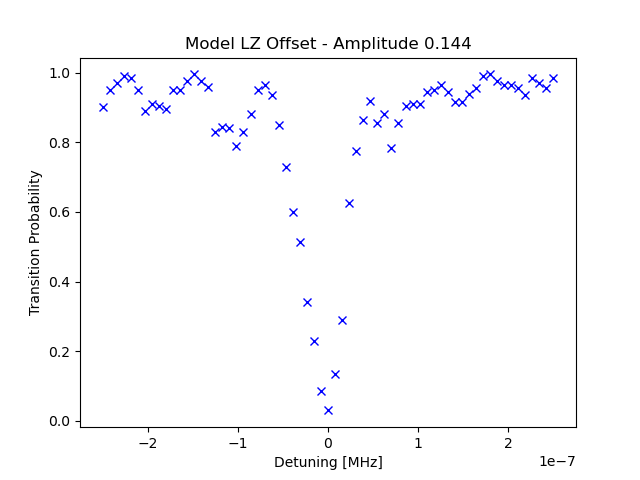 Model LZ Offset - Amplitude 0.144
1.0
0.8
0.6
0.4
0.2
0.0
Transition Probability
−2
−1
0
1
2
1e−7
Detuning [MHz]